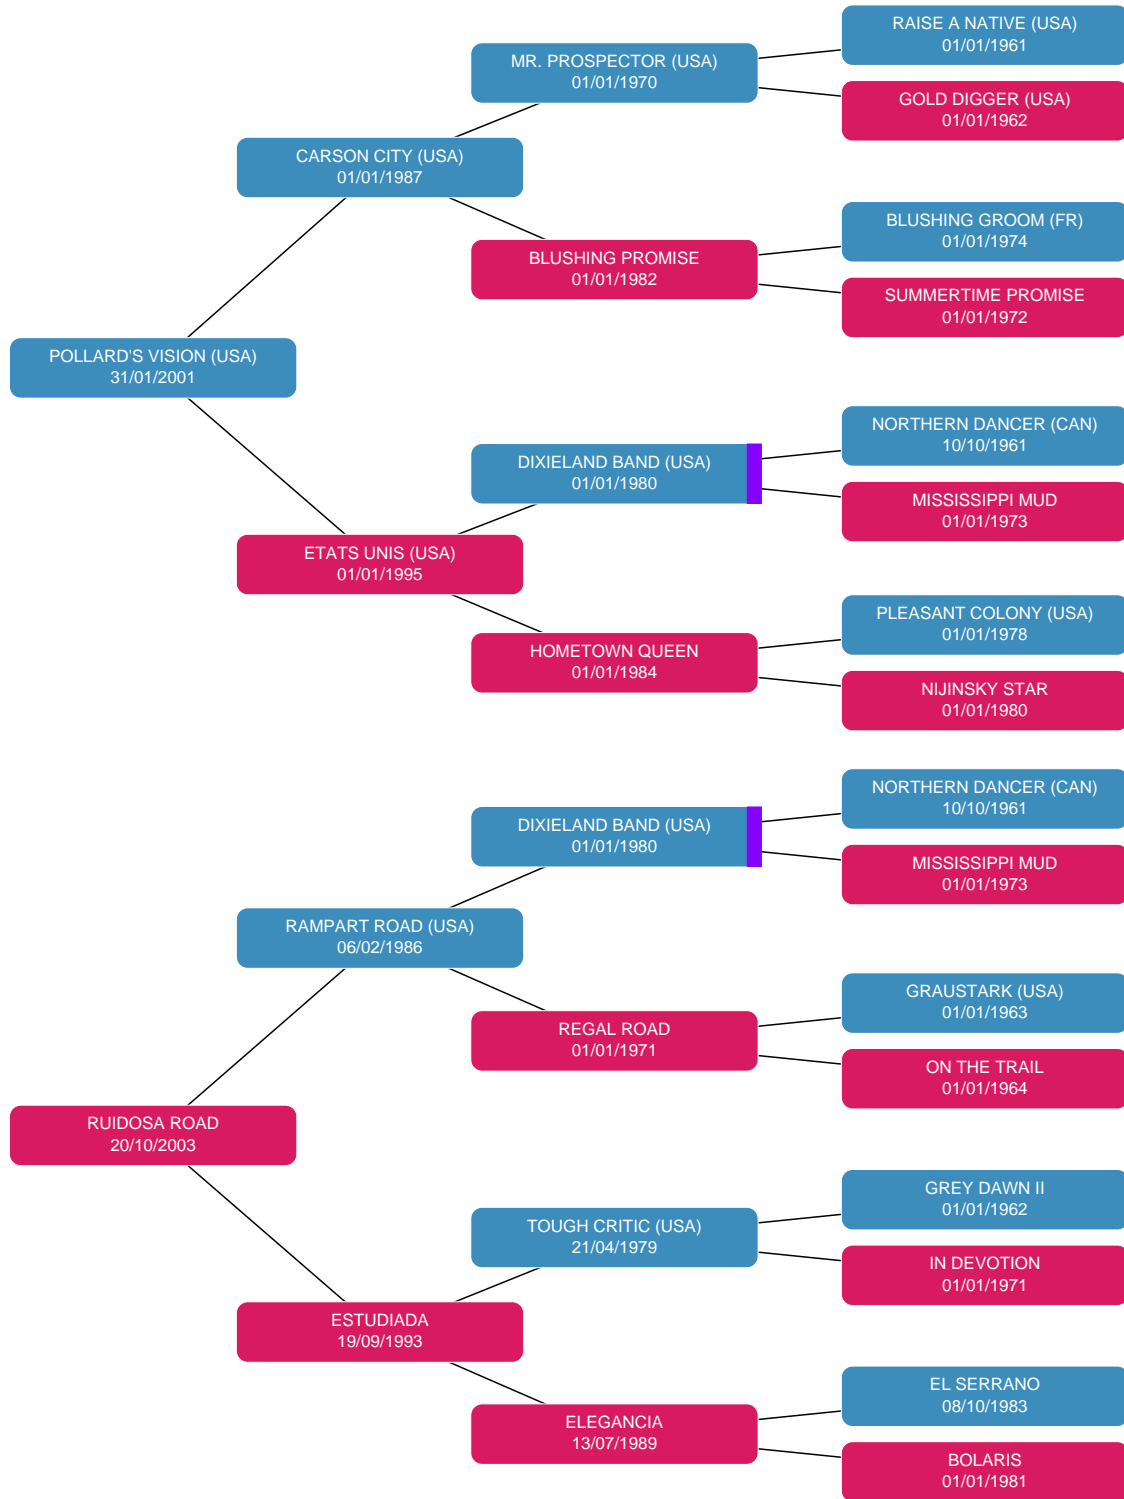 RAISE A NATIVE (USA)
01/01/1961
MR. PROSPECTOR (USA)
01/01/1970
GOLD DIGGER (USA)
01/01/1962
CARSON CITY (USA)
01/01/1987
BLUSHING GROOM (FR)
01/01/1974
BLUSHING PROMISE
01/01/1982
SUMMERTIME PROMISE
01/01/1972
POLLARD'S VISION (USA)
31/01/2001
NORTHERN DANCER (CAN)
10/10/1961
DIXIELAND BAND (USA)
01/01/1980
MISSISSIPPI MUD
01/01/1973
ETATS UNIS (USA)
01/01/1995
PLEASANT COLONY (USA)
01/01/1978
HOMETOWN QUEEN
01/01/1984
NIJINSKY STAR
01/01/1980
NORTHERN DANCER (CAN)
10/10/1961
DIXIELAND BAND (USA)
01/01/1980
MISSISSIPPI MUD
01/01/1973
RAMPART ROAD (USA)
06/02/1986
GRAUSTARK (USA)
01/01/1963
REGAL ROAD
01/01/1971
ON THE TRAIL
01/01/1964
RUIDOSA ROAD
20/10/2003
GREY DAWN II
01/01/1962
TOUGH CRITIC (USA)
21/04/1979
IN DEVOTION
01/01/1971
ESTUDIADA
19/09/1993
EL SERRANO
08/10/1983
ELEGANCIA
13/07/1989
BOLARIS
01/01/1981